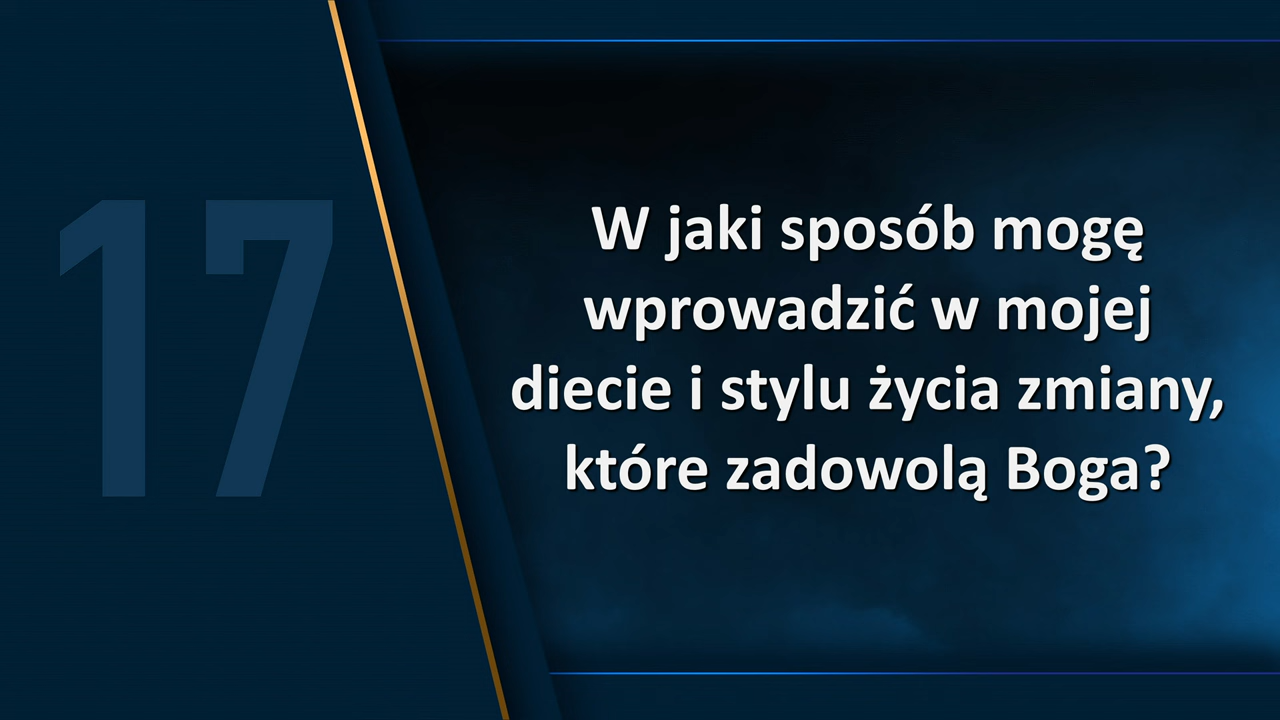 17
W jaki sposób mogę
wprowadzić w mojej
diecie i stylu życia zmiany,
które zadowolą Boga?